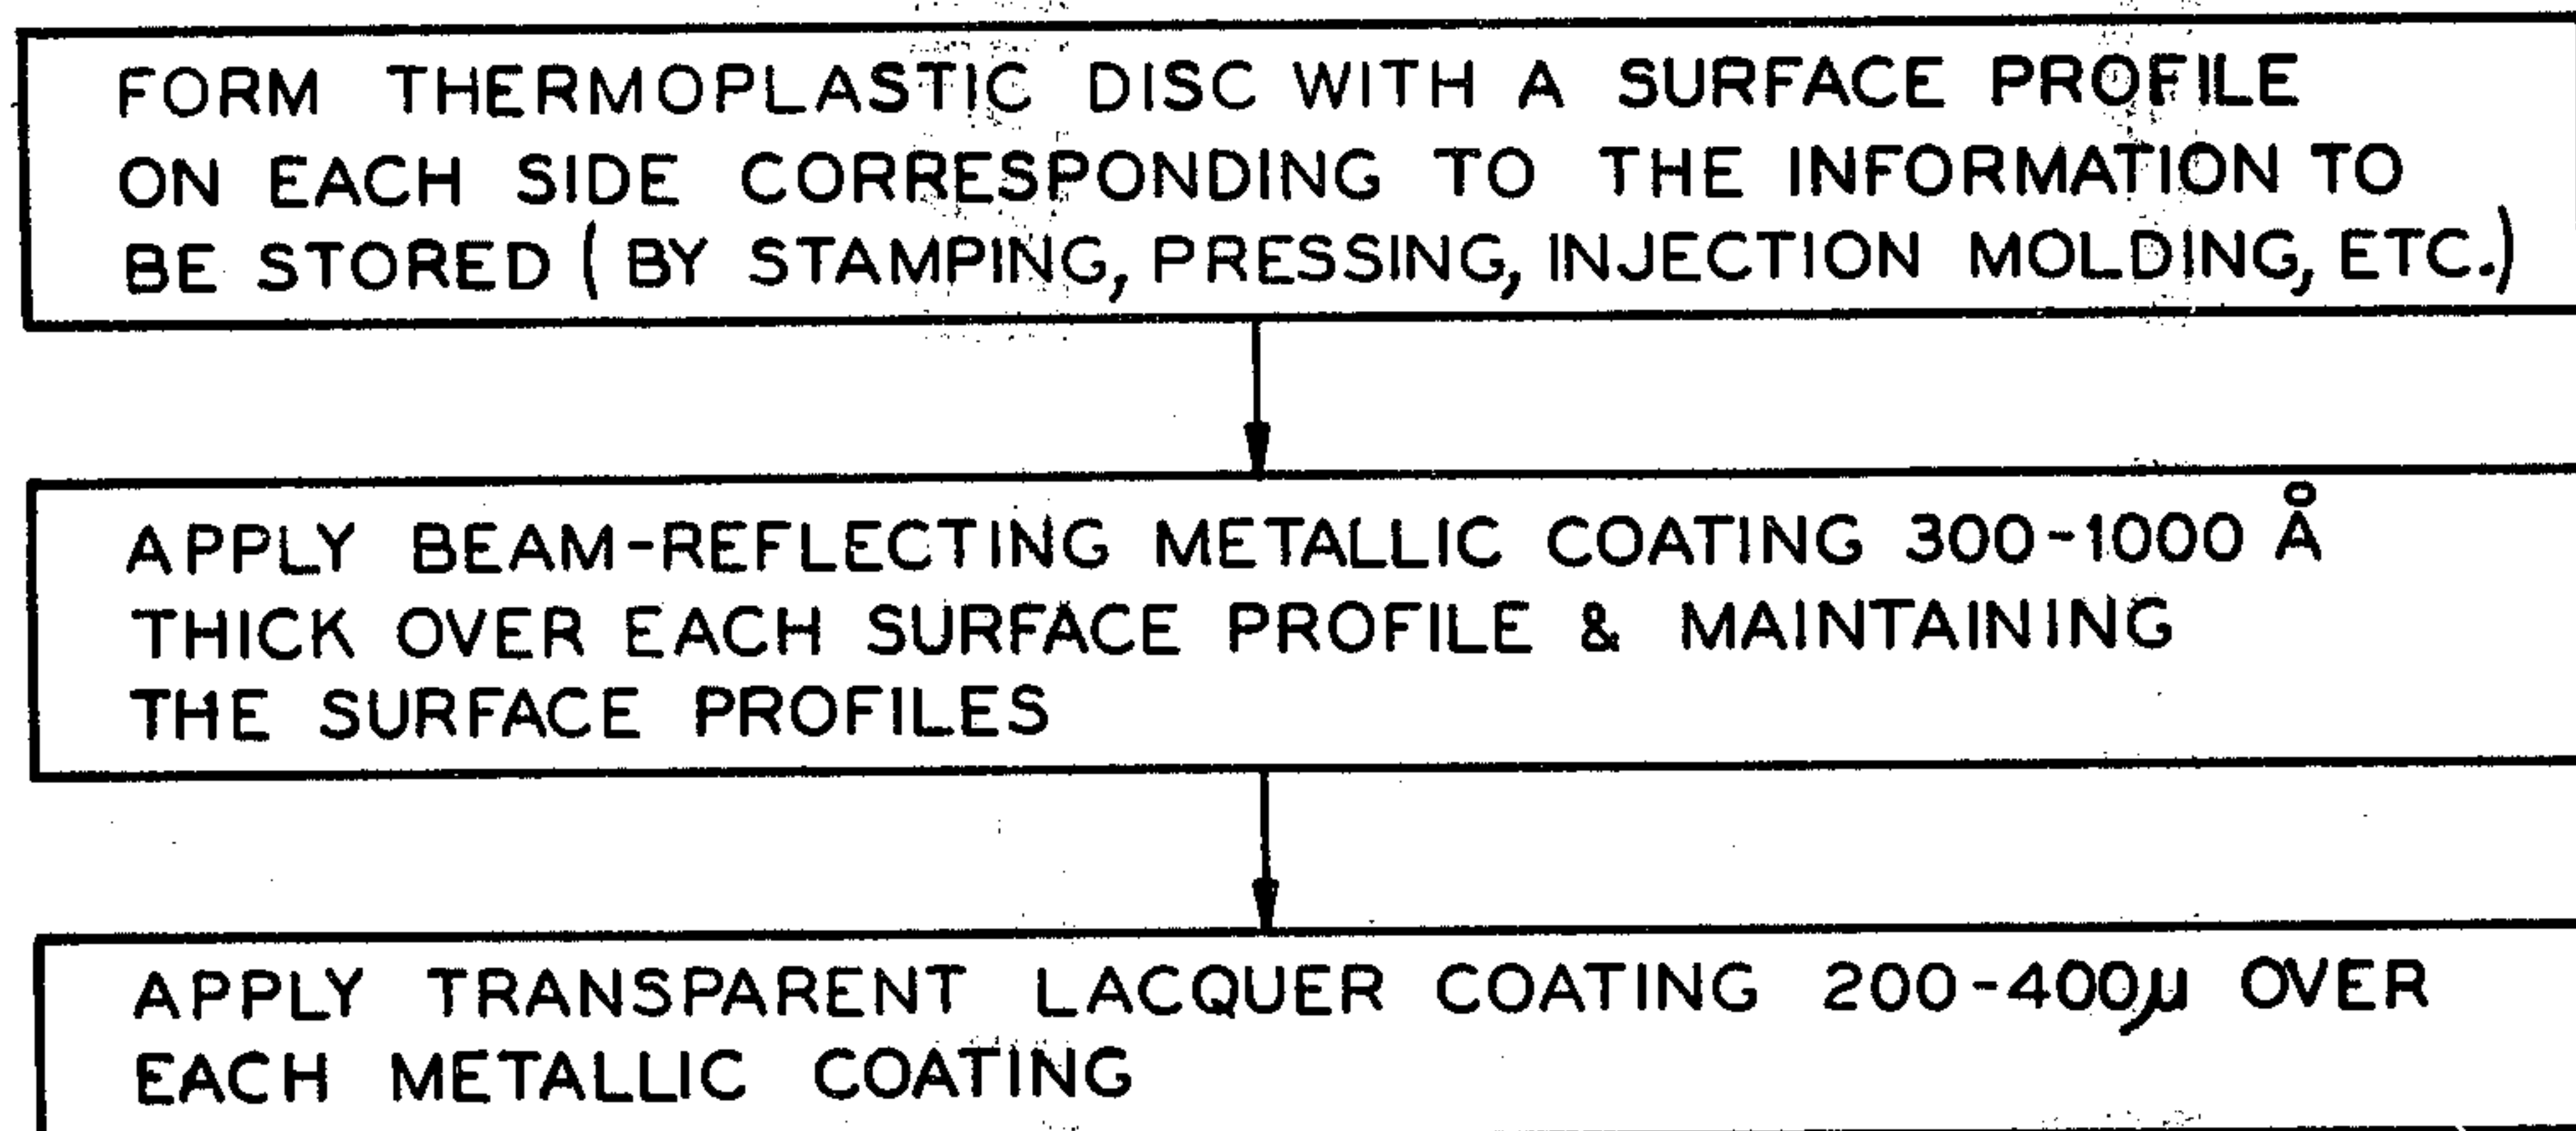 FORM THERMOPLASTIC DISC WITH A SURFACE PROFILE
ON EACH SIDE CORRESPONDING TO THE INFORMATION TO
BE STORED (BY STAMPING, PRESSING, INJECTION MOLDING, ETC.)
APPLY BEAM-REFLECTING METALLIC COATING 300-1000 Å
THICK OVER EACH SURFACE PROFILE & MAINTAINING
THE SURFACE PROFILES
APPLY TRANSPARENT LACQUER COATING 200-400µ OVER
EACH METALLIC COATING